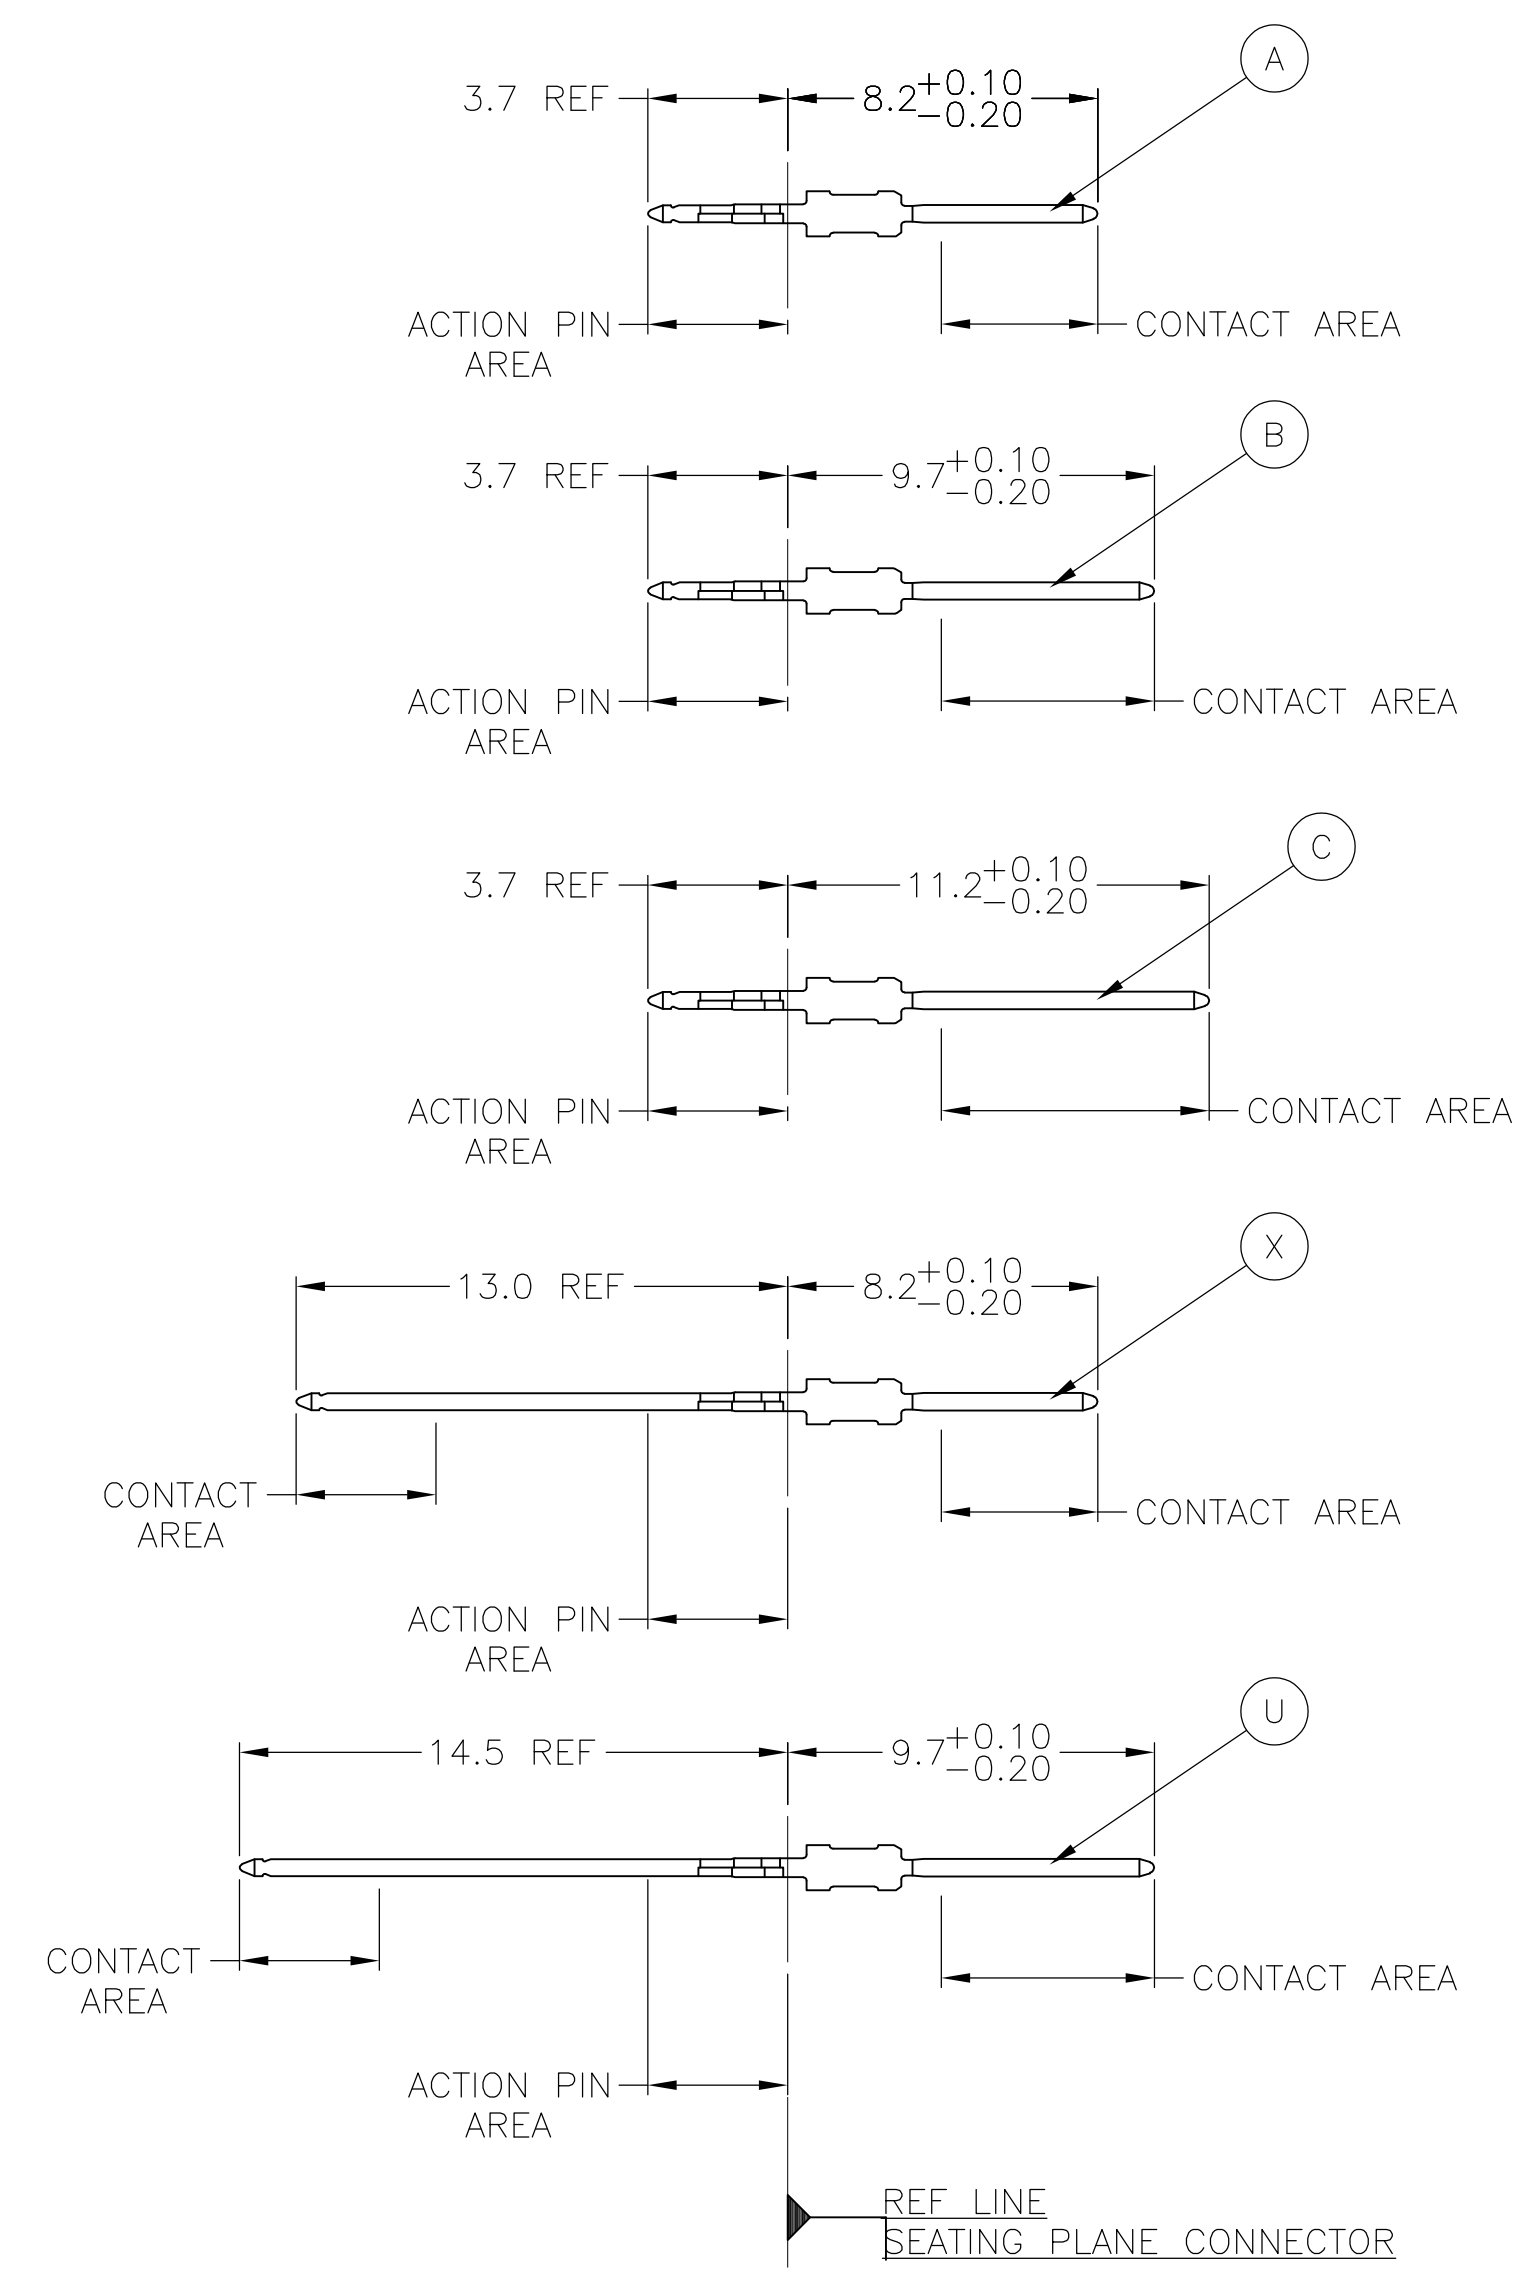 A
3.7 REF
8.2 +0.10
−0.20
ACTION PIN
AREA
CONTACT AREA
B
3.7 REF
9.7 +0.10
−0.20
ACTION PIN
AREA
CONTACT AREA
C
3.7 REF
11.2 +0.10
−0.20
ACTION PIN
AREA
CONTACT AREA
X
13.0 REF
8.2 +0.10
−0.20
CONTACT
AREA
CONTACT AREA
ACTION PIN
AREA
U
14.5 REF
9.7 +0.10
−0.20
CONTACT
AREA
CONTACT AREA
ACTION PIN
AREA
REF LINE
SEATING PLANE CONNECTOR